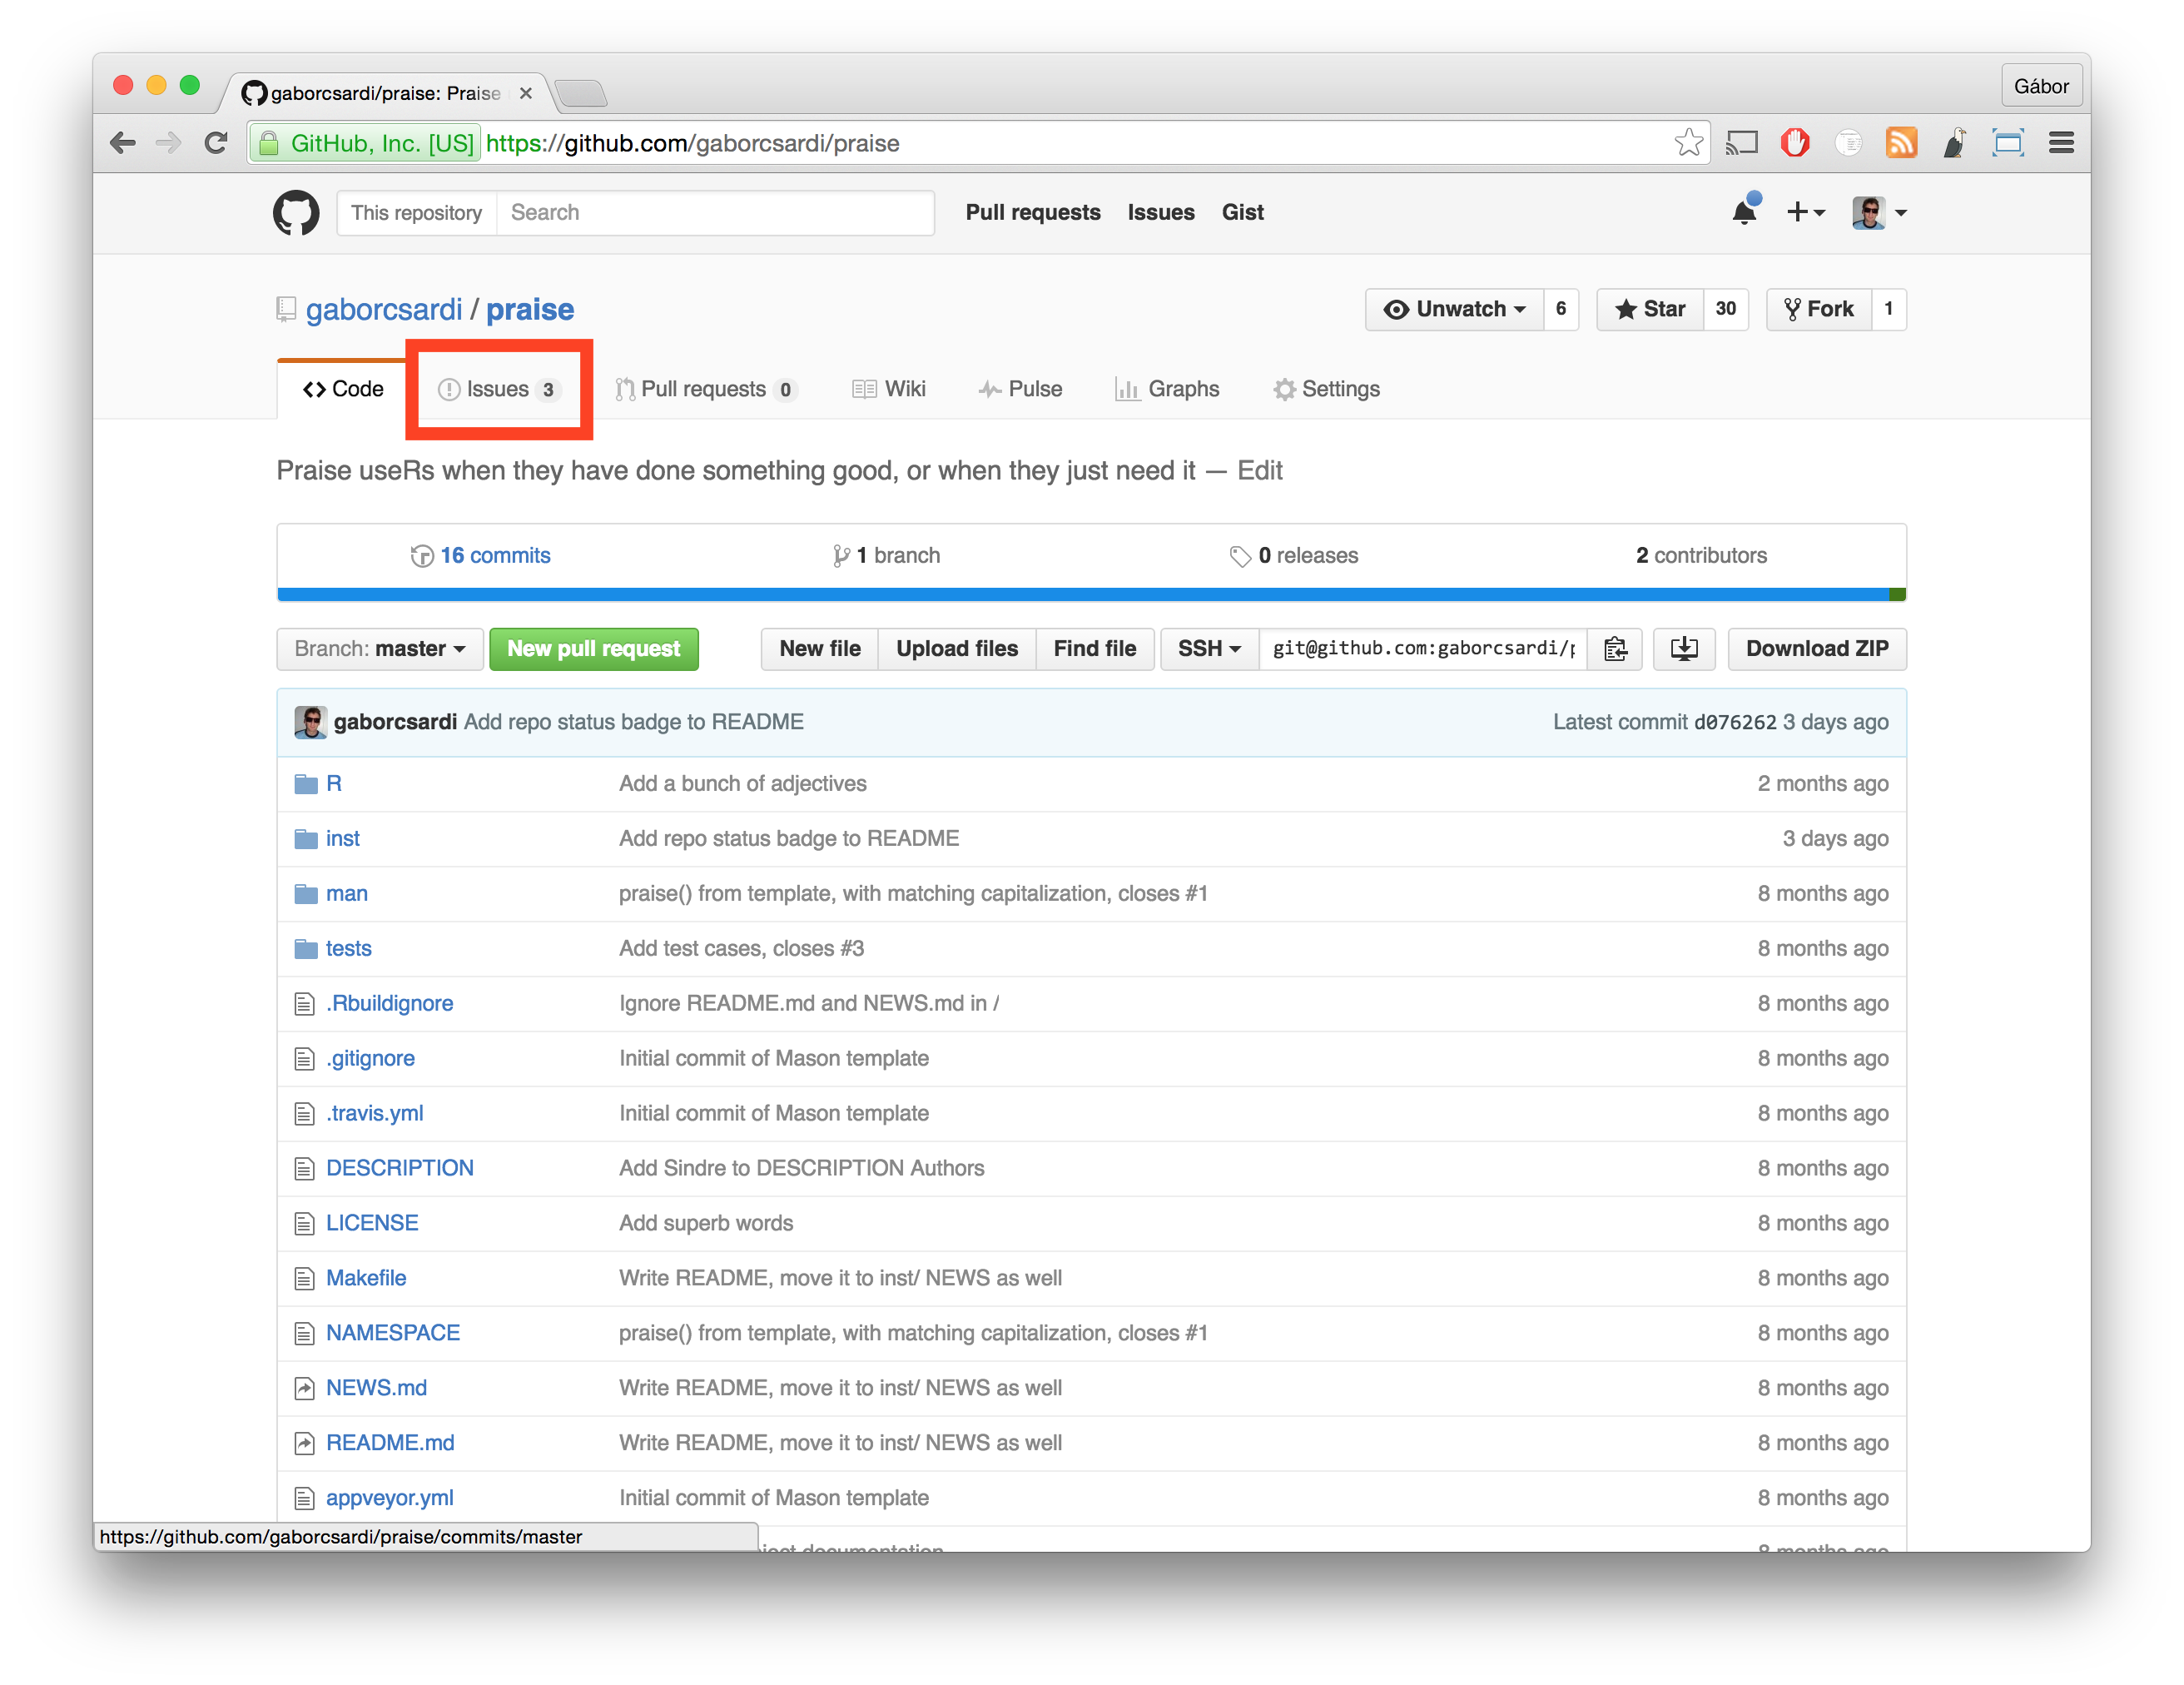 gaborcsardi/praise: Praise
Gábor
GitHub, Inc. [US] https://github.com/gaborcsardi/praise
This repository Search Pull requests Issues Gist
gaborcsardi / praise Unwatch 6 Star 30 Fork 1
Code Issues 3 Pull requests 0 Wiki Pulse Graphs Settings
Praise useRs when they have done something good, or when they just need it — Edit
16 commits 1 branch 0 releases 2 contributors
Branch: master New pull request New file Upload files Find file SSH git@github.com:gaborcsardi/p Download ZIP
gaborcsardi Add repo status badge to README Latest commit d076262 3 days ago
R Add a bunch of adjectives 2 months ago
inst Add repo status badge to README 3 days ago
man praise() from template, with matching capitalization, closes #1 8 months ago
tests Add test cases, closes #3 8 months ago
.Rbuildignore Ignore README.md and NEWS.md in / 8 months ago
.gitignore Initial commit of Mason template 8 months ago
.travis.yml Initial commit of Mason template 8 months ago
DESCRIPTION Add Sindre to DESCRIPTION Authors 8 months ago
LICENSE Add superb words 8 months ago
Makefile Write README, move it to inst/ NEWS as well 8 months ago
NAMESPACE praise() from template, with matching capitalization, closes #1 8 months ago
NEWS.md Write README, move it to inst/ NEWS as well 8 months ago
README.md Write README, move it to inst/ NEWS as well 8 months ago
appveyor.yml Initial commit of Mason template 8 months ago
https://github.com/gaborcsardi/praise/commits/master documentation 8 months ago